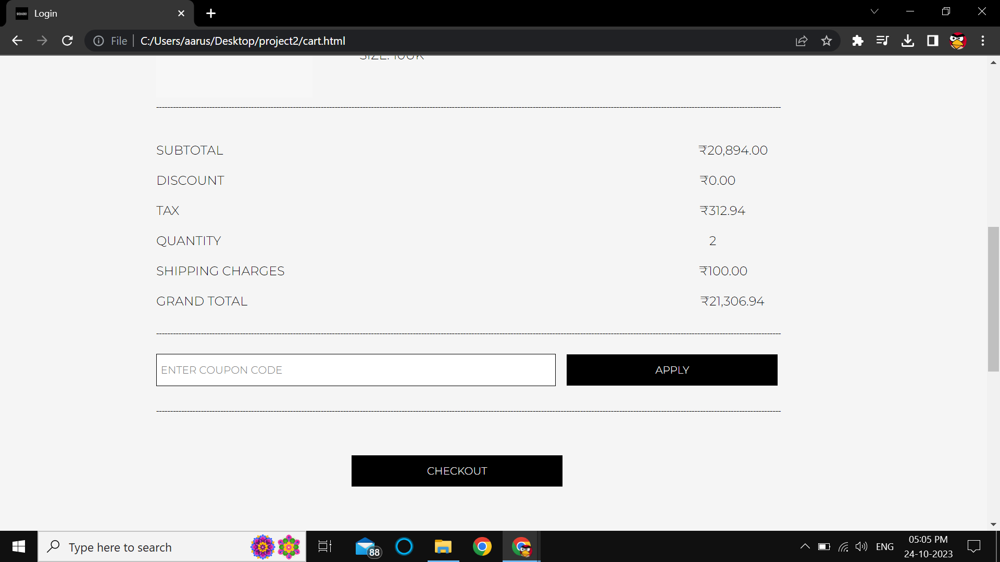 Login
File
C:/Users/aarus/Desktop/project2/cart.html
SIZE: 100K
SUBTOTAL ₹20,894.00
DISCOUNT ₹0.00
TAX ₹312.94
QUANTITY 2
SHIPPING CHARGES ₹100.00
GRAND TOTAL ₹21,306.94
ENTER COUPON CODE APPLY
CHECKOUT
Type here to search
88
ENG
05:05 PM
24-10-2023